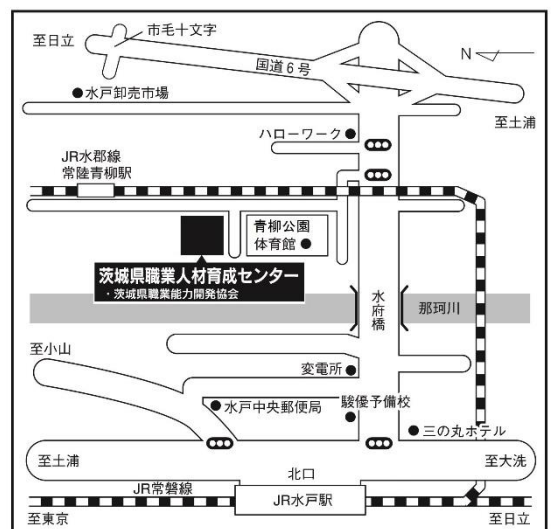 市毛十文字
至日立
国道6号
N
水戸卸売市場
至土浦
ハローワーク
JR水郡線
常陸青柳駅
青柳公園
体育館
茨城県職業人材育成センター
・茨城県職業能力開発協会
水府橋
那珂川
至小山
変電所
水戸中央郵便局
駿優予備校
三の丸ホテル
至土浦
北口
至大洗
JR常磐線
JR水戸駅
至東京
至日立